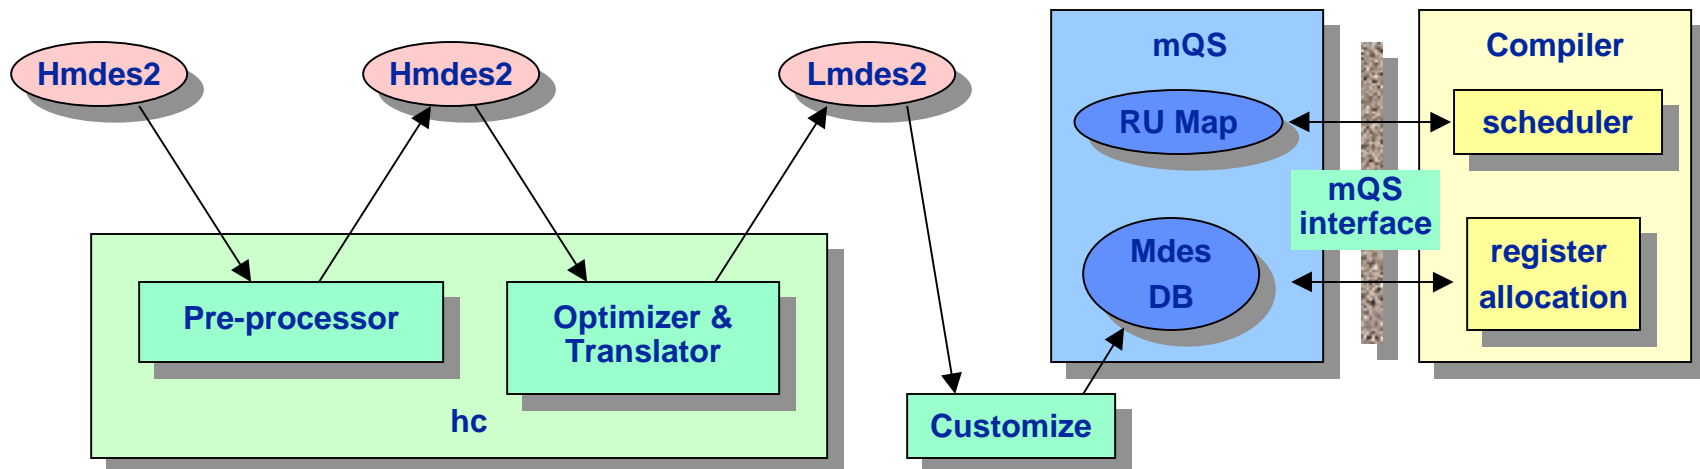 Hmdes2
Hmdes2
Lmdes2
Pre-processor
Optimizer &
Translator
hc
Customize
mQS
RU Map
Mdes
DB
mQS
interface
Compiler
scheduler
register
allocation